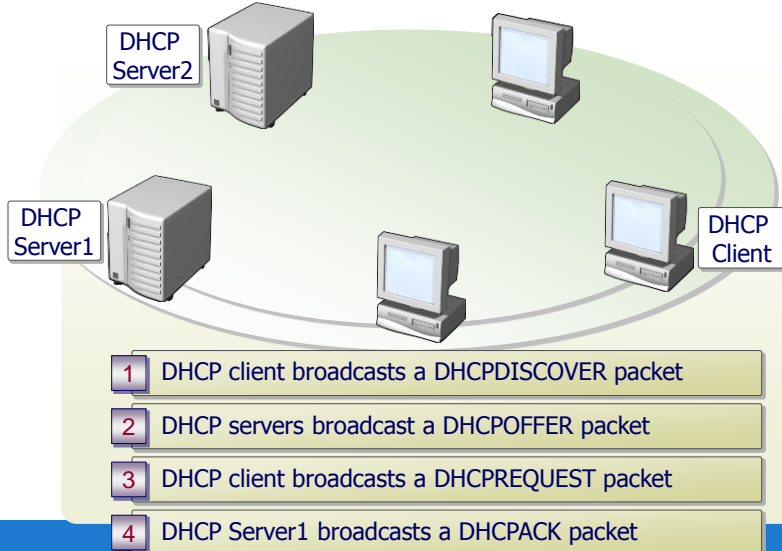 DHCP
Server2
DHCP
Server1
DHCP
Client
1 DHCP client broadcasts a DHCPDISCOVER packet
2 DHCP servers broadcast a DHCPOFFER packet
3 DHCP client broadcasts a DHCPREQUEST packet
4 DHCP Server1 broadcasts a DHCPACK packet